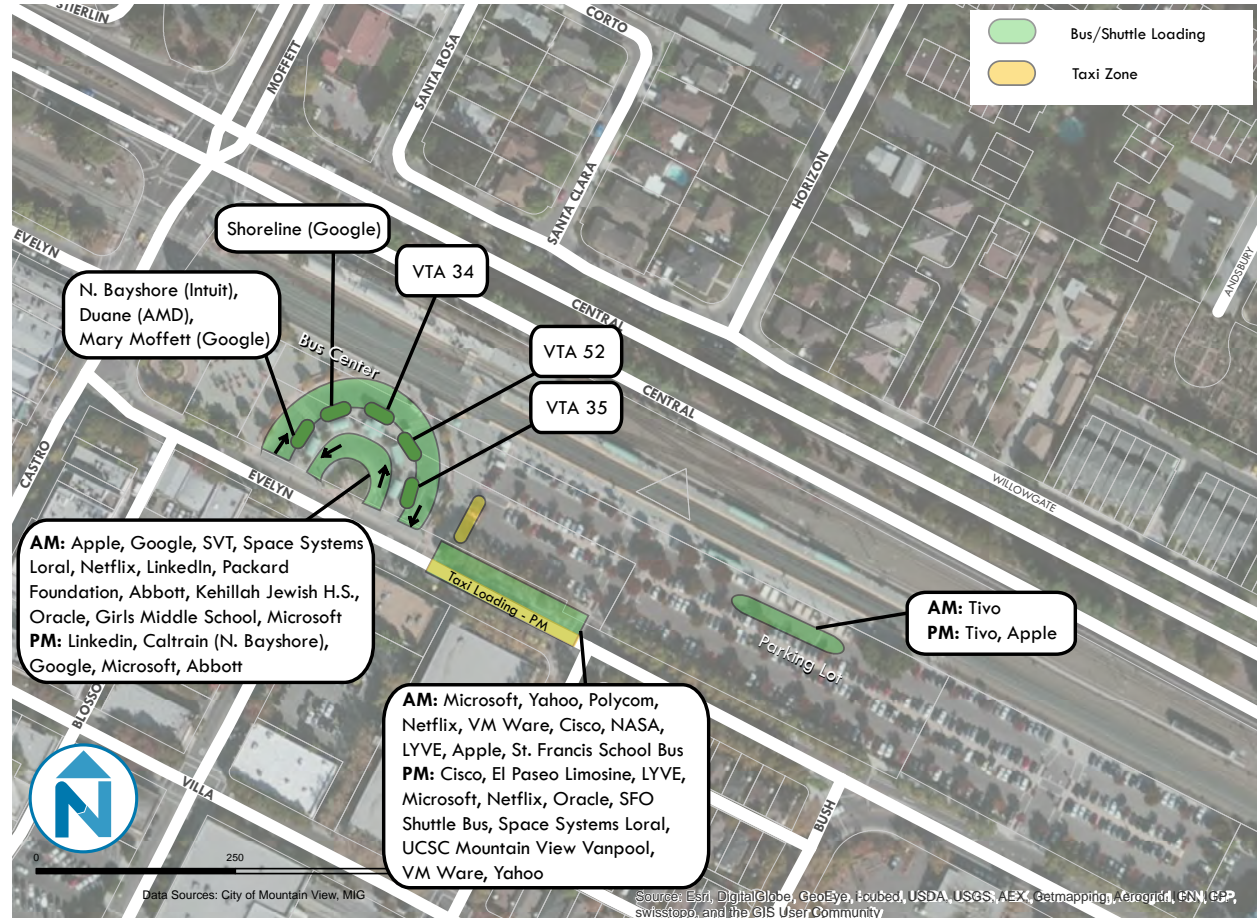 STIERLIN
MOFFETT
SANTA ROSA
CORTO
SANTA CLARA
HORIZON
Bus/Shuttle Loading
Taxi Zone
ANDSBURY
EVELYN
Shoreline (Google)
VTA 34
N. Bayshore (Intuit),
Duane (AMD),
Mary Moffett (Google)
Bus Center
CENTRAL
VTA 52
CENTRAL
VTA 35
CASTRO
EVELYN
WILLOWGATE
AM: Apple, Google, SVT, Space Systems
Loral, Netflix, LinkedIn, Packard
Foundation, Abbott, Kehillah Jewish H.S.,
Oracle, Girls Middle School, Microsoft
PM: Linkedin, Caltrain (N. Bayshore),
Google, Microsoft, Abbott
Taxi Loading - PM
AM: Tivo
PM: Tivo, Apple
Parking Lot
AM: Microsoft, Yahoo, Polycom,
Netflix, VM Ware, Cisco, NASA,
LYVE, Apple, St. Francis School Bus
PM: Cisco, El Paseo Limosine, LYVE,
Microsoft, Netflix, Oracle, SFO
Shuttle Bus, Space Systems Loral,
UCSC Mountain View Vanpool,
VM Ware, Yahoo
BLOSSO
VILLA
BUSH
N
0 250
Data Sources: City of Mountain View, MIG
Source: Esri, DigitalGlobe, GeoEye, i-cubed, USDA, USGS, AEX, Getmapping, Aerogrid, IGN, IGP,
swisstopo, and the GIS User Community